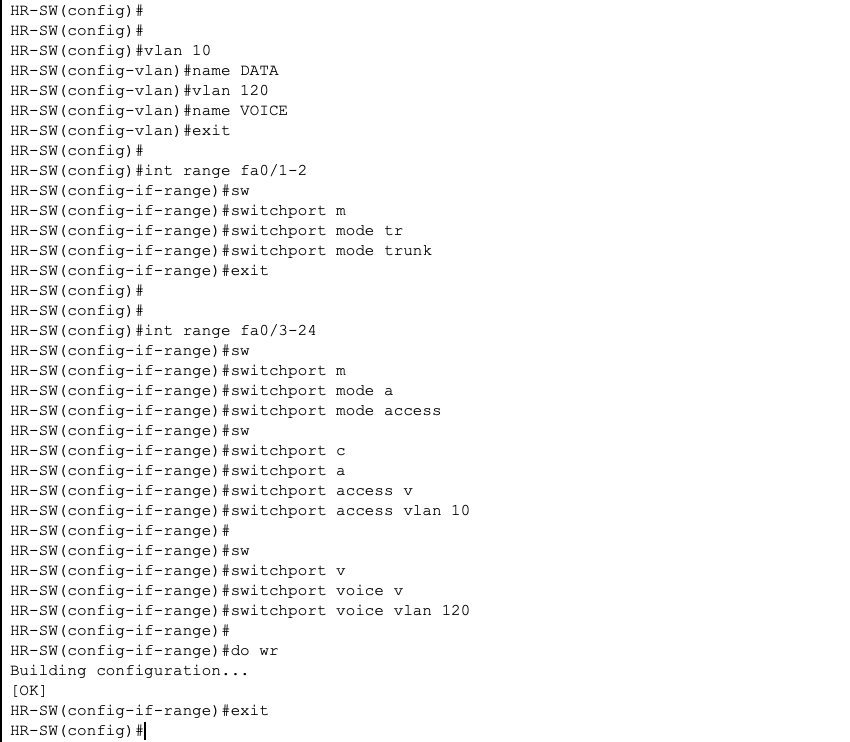 HR-SW(config)#
HR-SW(config)#
HR-SW(config)#vlan 10
HR-SW(config-vlan)#name DATA
HR-SW(config-vlan)#vlan 120
HR-SW(config-vlan)#name VOICE
HR-SW(config-vlan)#exit
HR-SW(config)#
HR-SW(config)#int range fa0/1-2
HR-SW(config-if-range)#sw
HR-SW(config-if-range)#switchport m
HR-SW(config-if-range)#switchport mode tr
HR-SW(config-if-range)#switchport mode trunk
HR-SW(config-if-range)#exit
HR-SW(config)#
HR-SW(config)#
HR-SW(config)#int range fa0/3-24
HR-SW(config-if-range)#sw
HR-SW(config-if-range)#switchport m
HR-SW(config-if-range)#switchport mode a
HR-SW(config-if-range)#switchport mode access
HR-SW(config-if-range)#sw
HR-SW(config-if-range)#switchport c
HR-SW(config-if-range)#switchport a
HR-SW(config-if-range)#switchport access v
HR-SW(config-if-range)#switchport access vlan 10
HR-SW(config-if-range)#
HR-SW(config-if-range)#sw
HR-SW(config-if-range)#switchport v
HR-SW(config-if-range)#switchport voice v
HR-SW(config-if-range)#switchport voice vlan 120
HR-SW(config-if-range)#
HR-SW(config-if-range)#do wr
Building configuration...
[OK]
HR-SW(config-if-range)#exit
HR-SW(config)#